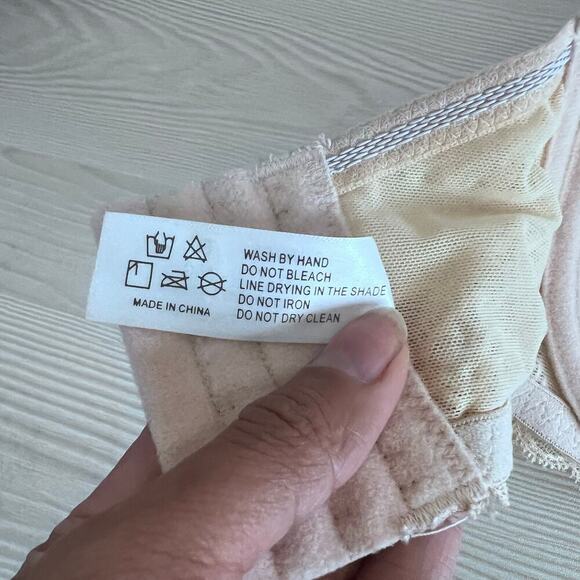 WASH BY HAND
DO NOT BLEACH
LINE DRYING IN THE SHADE
DO NOT IRON
DO NOT DRY CLEAN
MADE IN CHINA